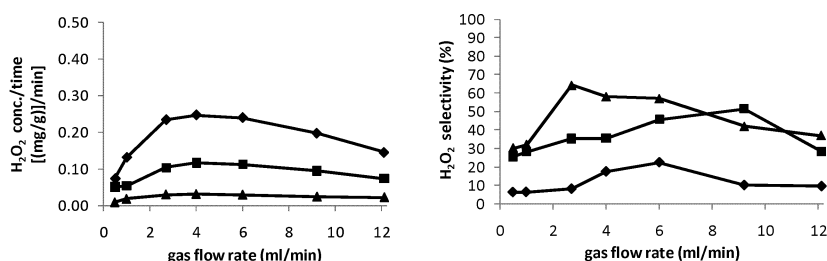 0.50
0.40
0.30
0.20
0.10
0.00
H₂O₂ conc./time
[(mg/g)]/min]
0 2 4 6 8 10 12
gas flow rate (ml/min)
100
90
80
70
60
50
40
30
20
10
0
H₂O₂ selectivity (%)
0 2 4 6 8 10 12
gas flow rate (ml/min)